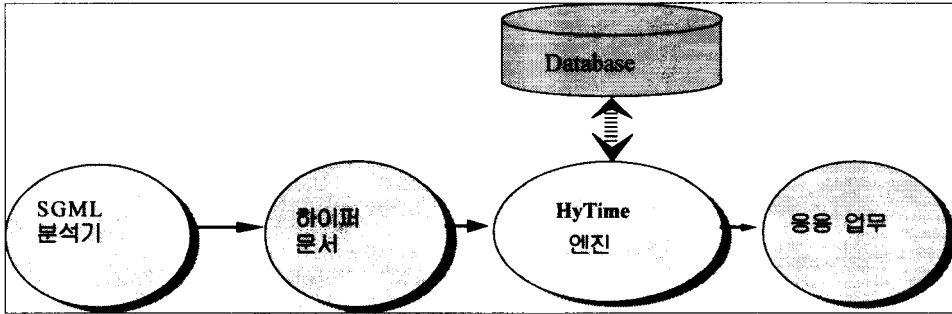 Database
SGML
분석기
하이퍼
문서
HyTime
엔진
응용 업무